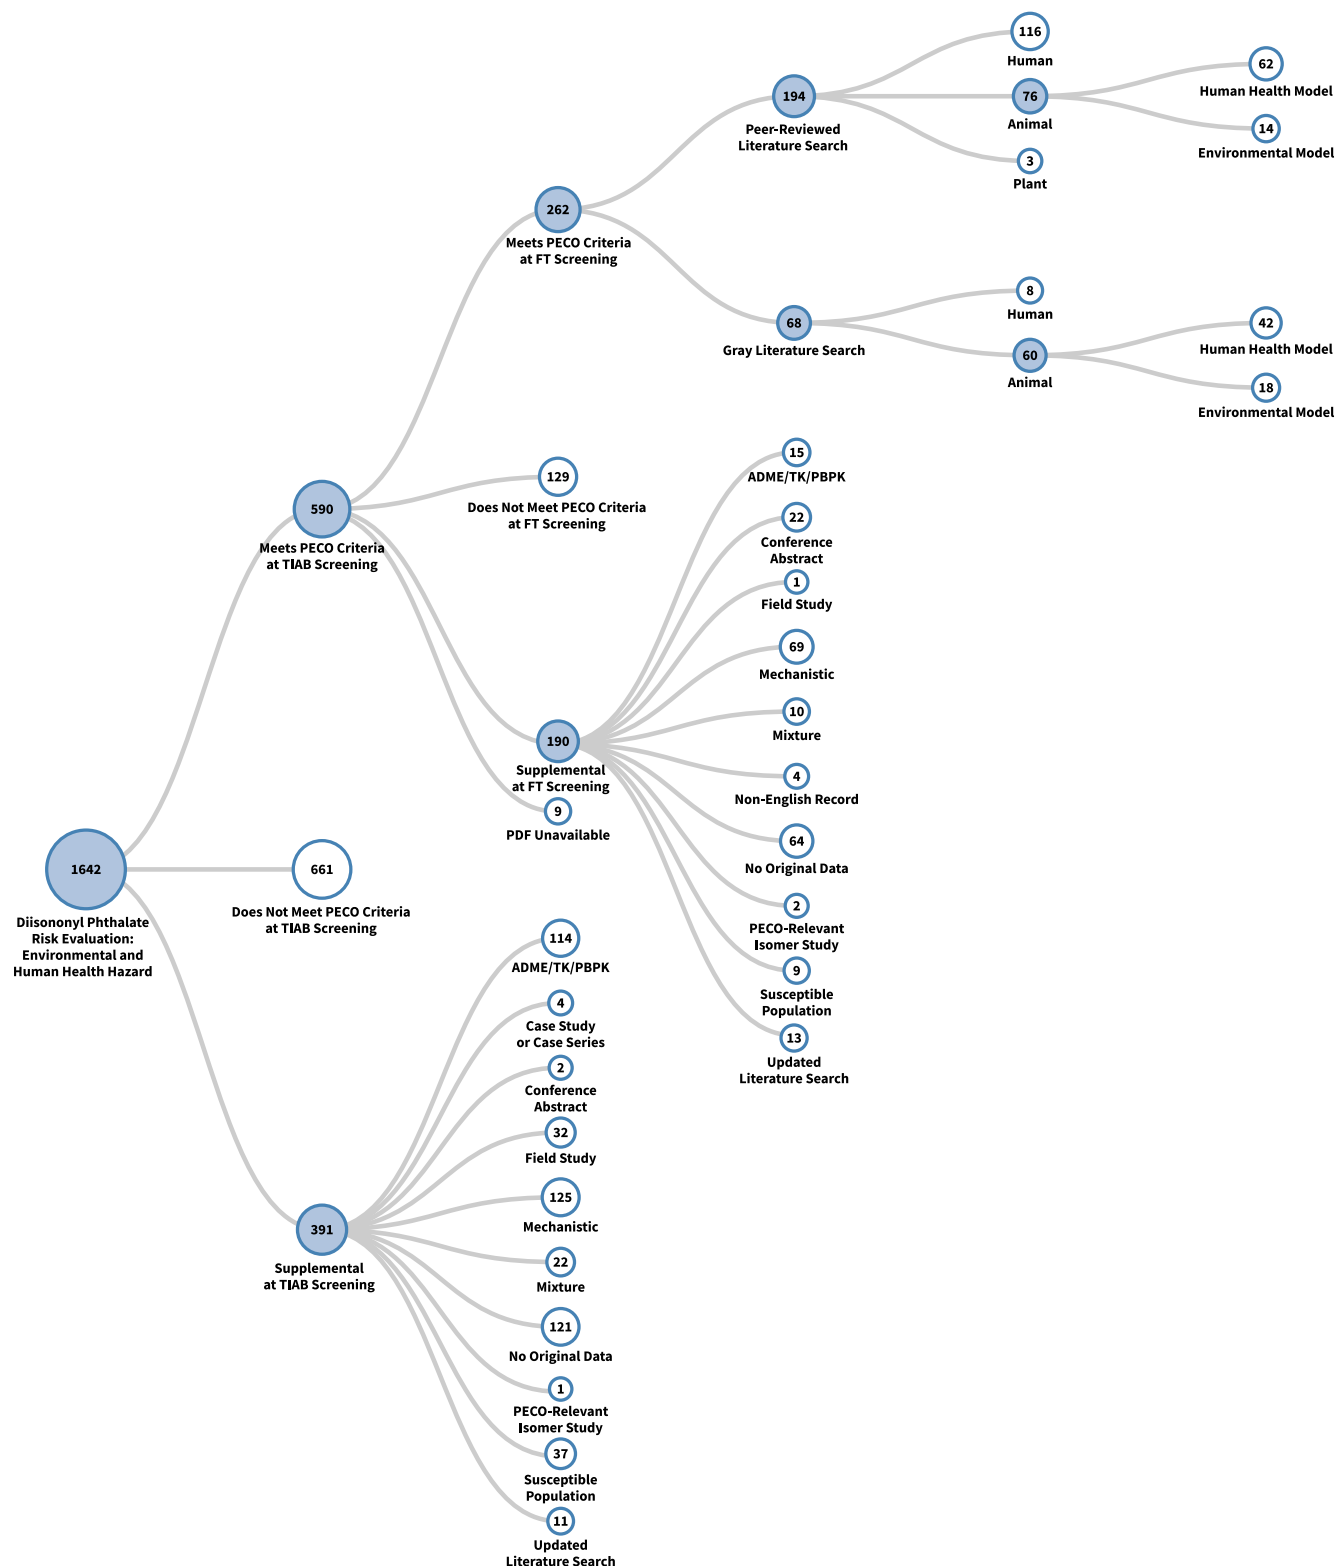 116
Human
62
Human Health Model
194
Peer-Reviewed
Literature Search
76
Animal
14
Environmental Model
3
Plant
262
Meets PECO Criteria
at FT Screening
8
Human
68
Gray Literature Search
42
Human Health Model
60
Animal
18
Environmental Model
590
Meets PECO Criteria
at TIAB Screening
129
Does Not Meet PECO Criteria
at FT Screening
15
ADME/TK/PBPK
22
Conference
Abstract
1
Field Study
69
Mechanistic
10
Mixture
190
Supplemental
at FT Screening
4
Non-English Record
9
PDF Unavailable
64
No Original Data
2
PECO-Relevant
Isomer Study
9
Susceptible
Population
13
Updated
Literature Search
1642
Diisononyl Phthalate
Risk Evaluation:
Environmental and
Human Health Hazard
661
Does Not Meet PECO Criteria
at TIAB Screening
114
ADME/TK/PBPK
4
Case Study
or Case Series
2
Conference
Abstract
32
Field Study
125
Mechanistic
391
Supplemental
at TIAB Screening
22
Mixture
121
No Original Data
1
PECO-Relevant
Isomer Study
37
Susceptible
Population
11
Updated
Literature Search